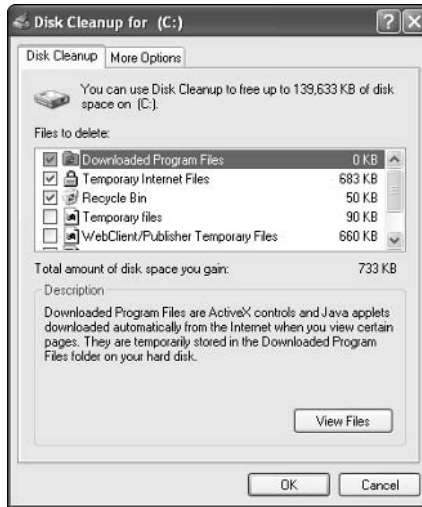 Disk Cleanup for (C:)
Disk Cleanup
More Options
You can use Disk Cleanup to free up to 139,633 KB of disk
space on (C:).
Files to delete:
Downloaded Program Files 0 KB
Temporary Internet Files 683 KB
Recycle Bin 50 KB
Temporary files 90 KB
WebClient/Publisher Temporary Files 660 KB
Total amount of disk space you gain: 733 KB
Description
Downloaded Program Files are ActiveX controls and Java applets
downloaded automatically from the Internet when you view certain
pages. They are temporarily stored in the Downloaded Program
Files folder on your hard disk.
View Files
OK
Cancel